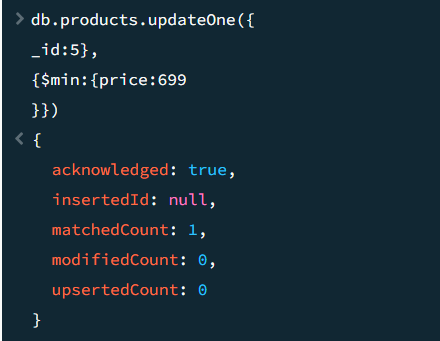 > db.products.updateOne({
_id:5},
{$min:{price:699
}})
< {
acknowledged: true,
insertedId: null,
matchedCount: 1,
modifiedCount: 0,
upsertedCount: 0
}